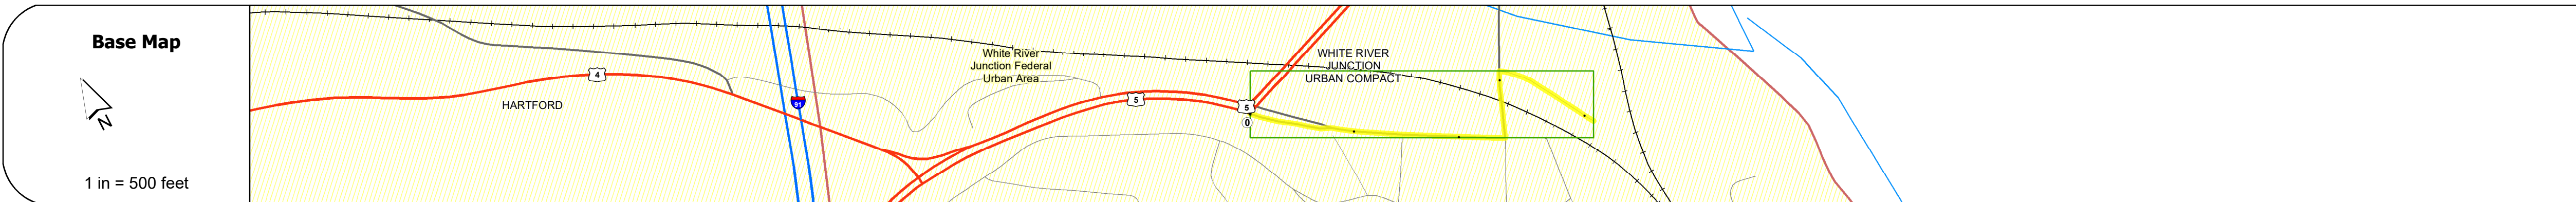 Base Map
N
1 in = 500 feet
4
HARTFORD
91
White River
Junction Federal
Urban Area
5
WHITE RIVER
JUNCTION
URBAN COMPACT
5
0